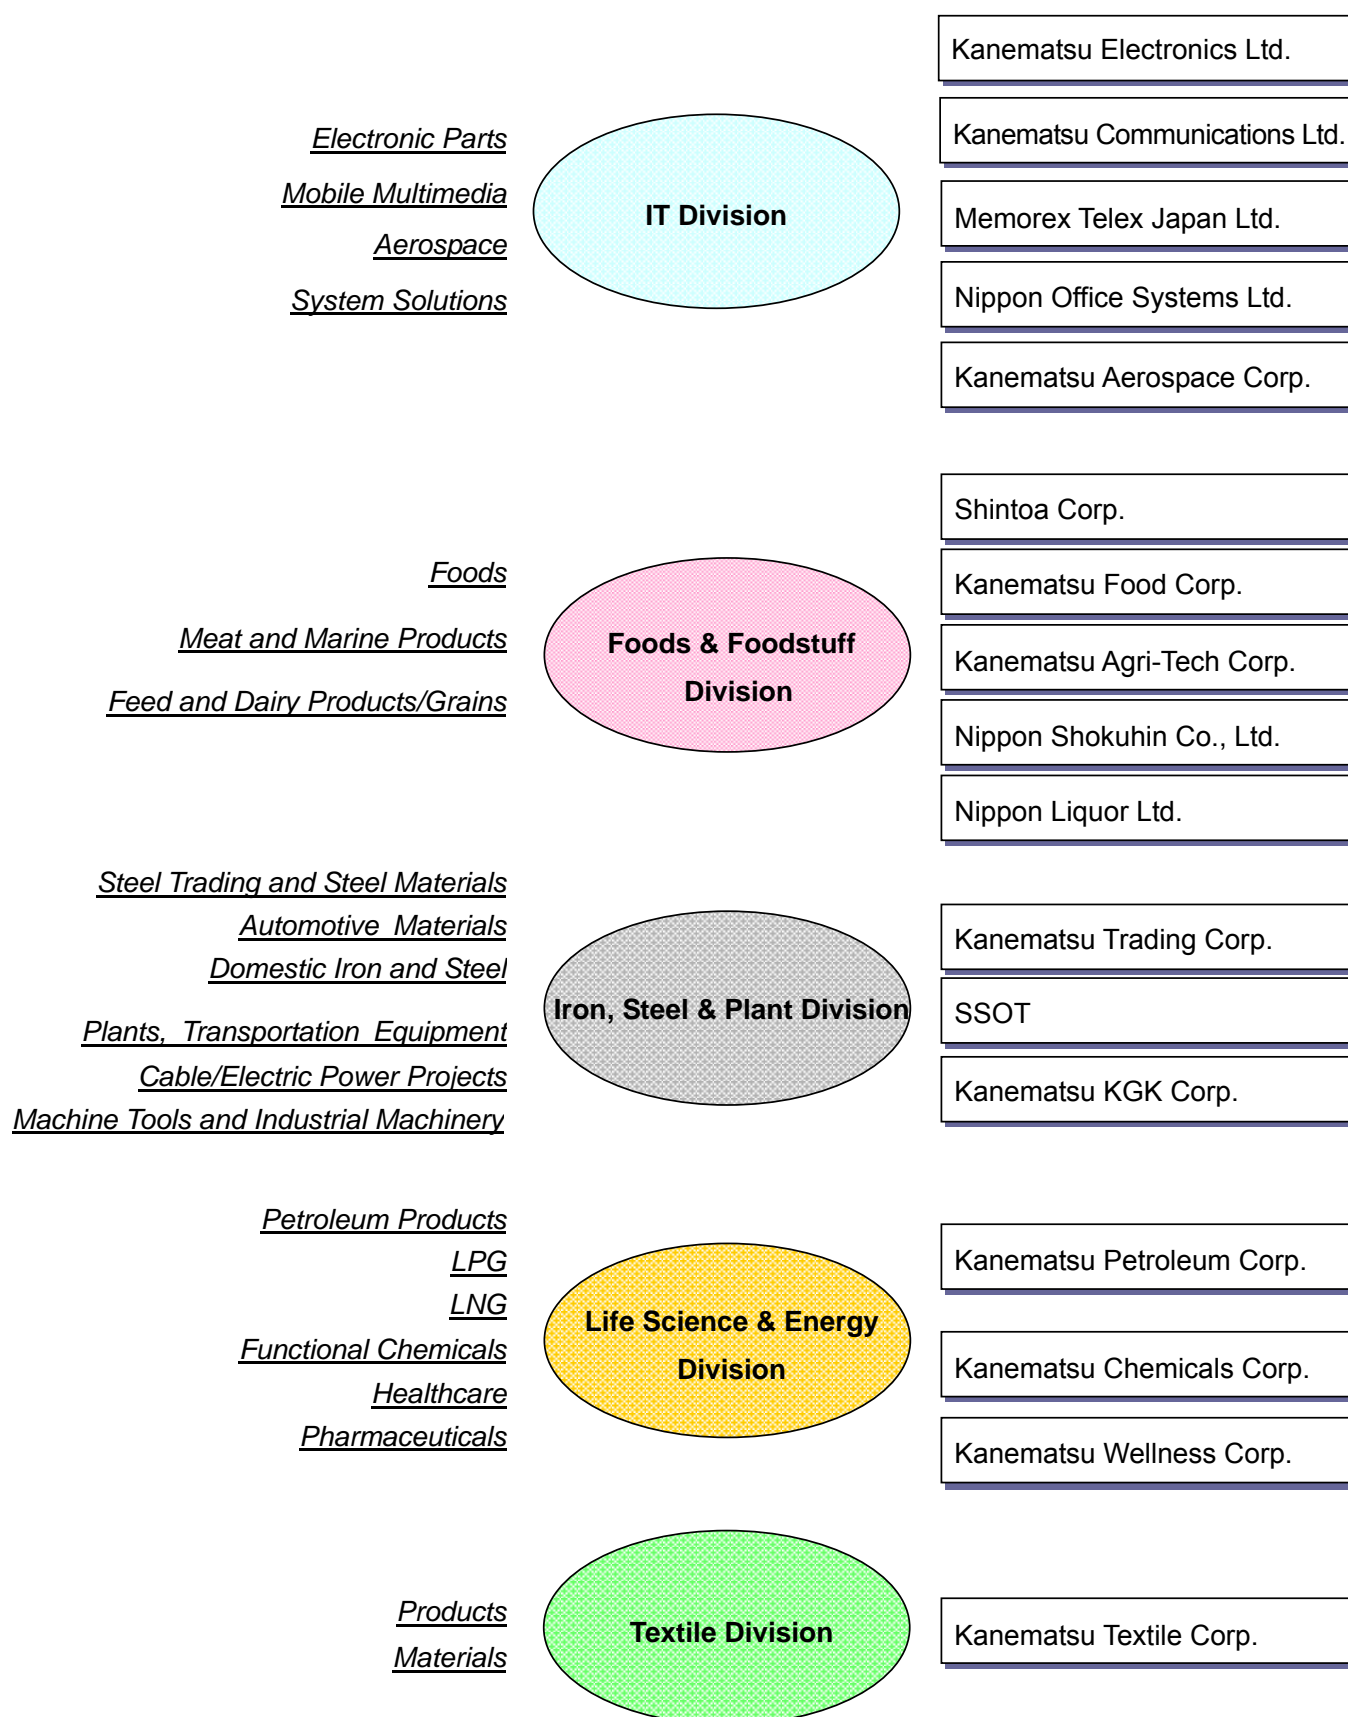 Kanematsu Electronics Ltd.
Electronic Parts
Mobile Multimedia
Aerospace
System Solutions
IT Division
Kanematsu Communications Ltd.
Memorex Telex Japan Ltd.
Nippon Office Systems Ltd.
Kanematsu Aerospace Corp.
Foods
Meat and Marine Products
Feed and Dairy Products/Grains
Foods & Foodstuff
Division
Shintoa Corp.
Kanematsu Food Corp.
Kanematsu Agri-Tech Corp.
Nippon Shokuhin Co., Ltd.
Nippon Liquor Ltd.
Steel Trading and Steel Materials
Automotive Materials
Domestic Iron and Steel
Plants, Transportation Equipment
Cable/Electric Power Projects
Machine Tools and Industrial Machinery
Iron, Steel & Plant Division
Kanematsu Trading Corp.
SSOT
Kanematsu KGK Corp.
Petroleum Products
LPG
LNG
Functional Chemicals
Healthcare
Pharmaceuticals
Life Science & Energy
Division
Kanematsu Petroleum Corp.
Kanematsu Chemicals Corp.
Kanematsu Wellness Corp.
Products
Materials
Textile Division
Kanematsu Textile Corp.